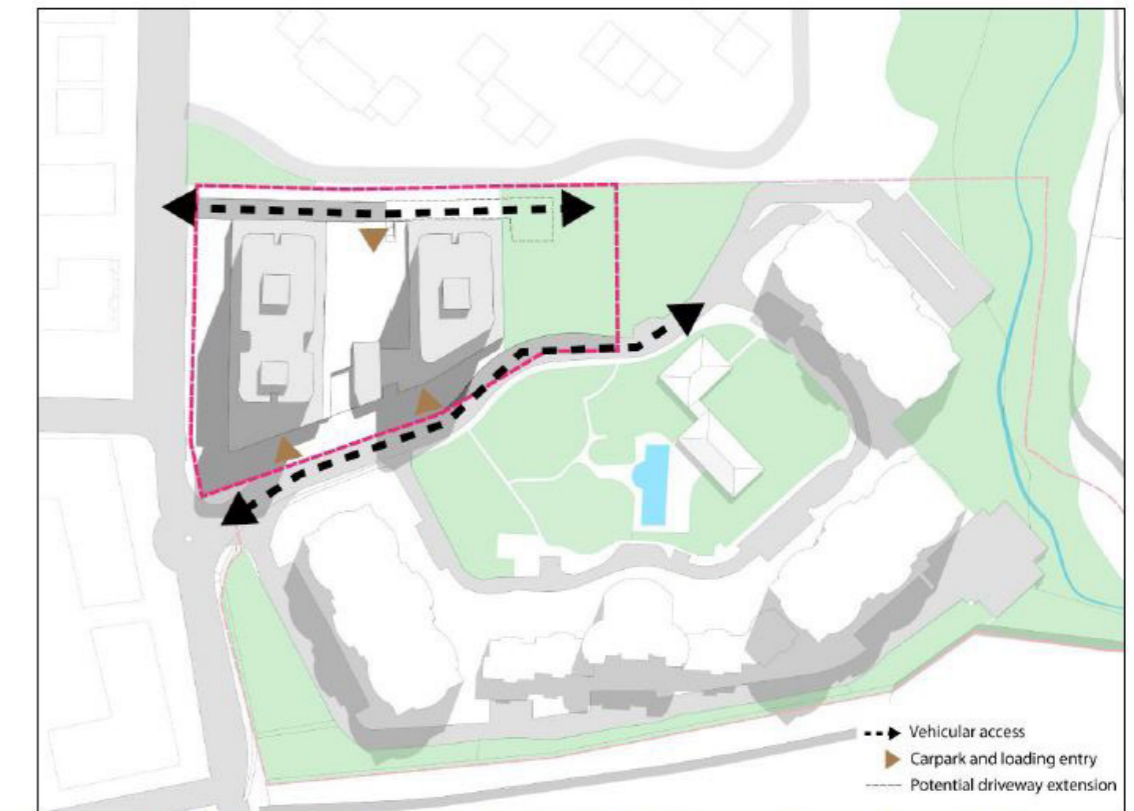 Vehicular access
Carpark and loading entry
Potential driveway extension